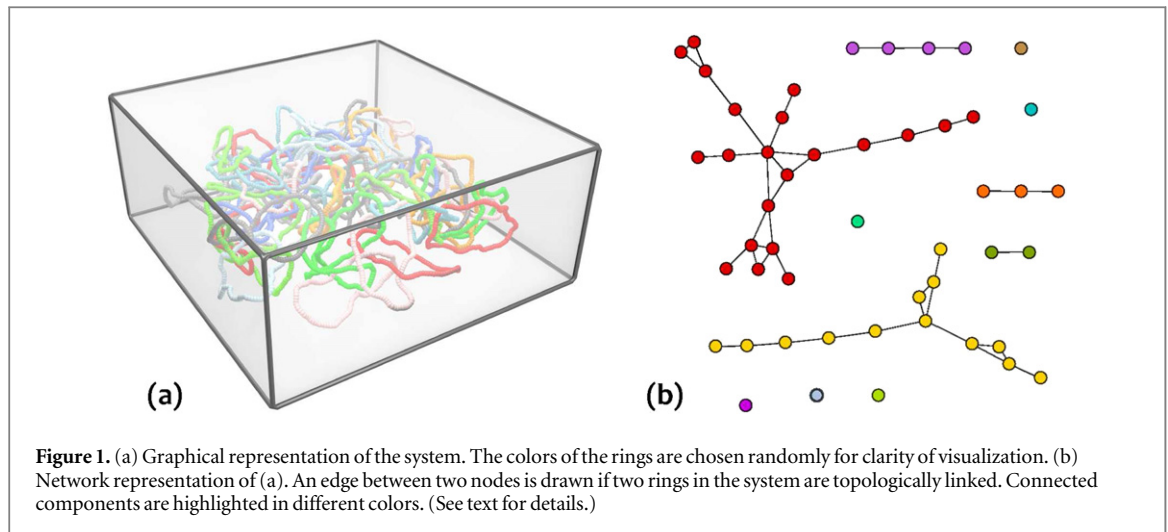 (a)
(b)
Figure 1. (a) Graphical representation of the system. The colors of the rings are chosen randomly for clarity of visualization. (b)
Network representation of (a). An edge between two nodes is drawn if two rings in the system are topologically linked. Connected
components are highlighted in different colors. (See text for details.)